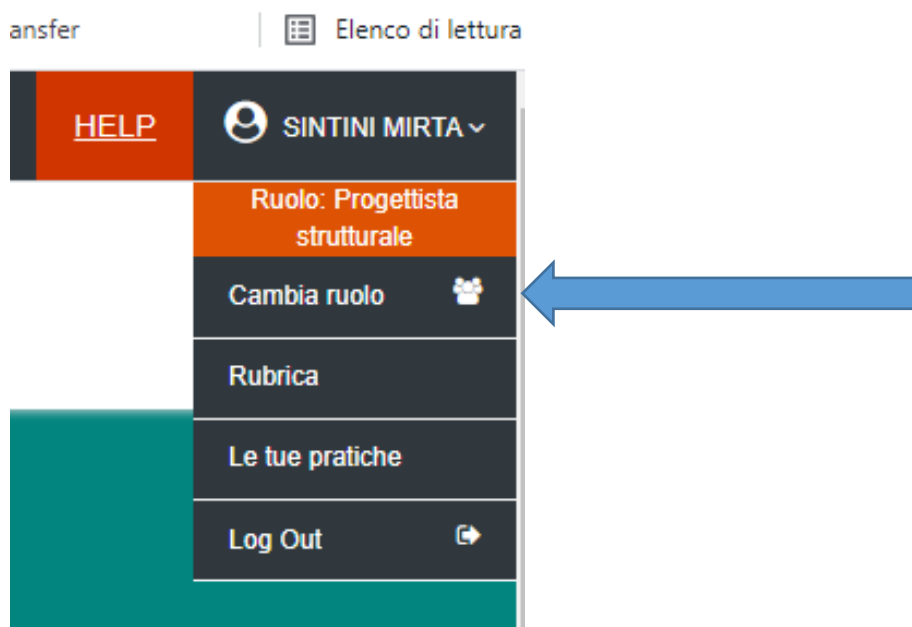 ansfer
Elenco di lettura
HELP
SINTINI MIRTA
Ruolo: Progettista
strutturale
Cambia ruolo
Rubrica
Le tue pratiche
Log Out